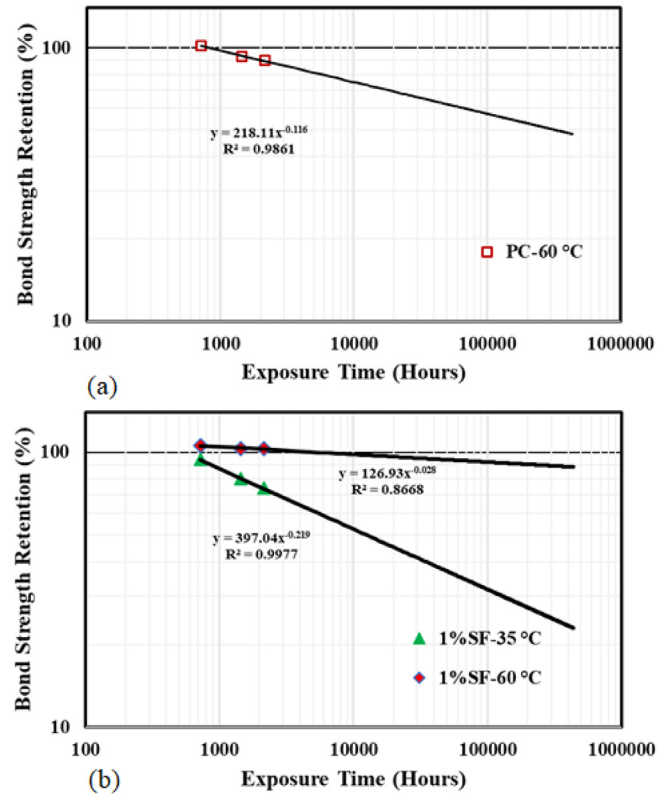 Bond Strength Retention (%)
100
10
y = 218.11x⁻⁰·¹¹⁶
R² = 0.9861
PC-60 °C
100 1000 10000 100000 1000000
Exposure Time (Hours)
(a)
Bond Strength Retention (%)
100
10
y = 126.93x⁻⁰·⁰²⁸
R² = 0.8668
y = 397.04x⁻⁰·²¹⁹
R² = 0.9977
1%SF-35 °C
1%SF-60 °C
100 1000 10000 100000 1000000
Exposure Time (Hours)
(b)